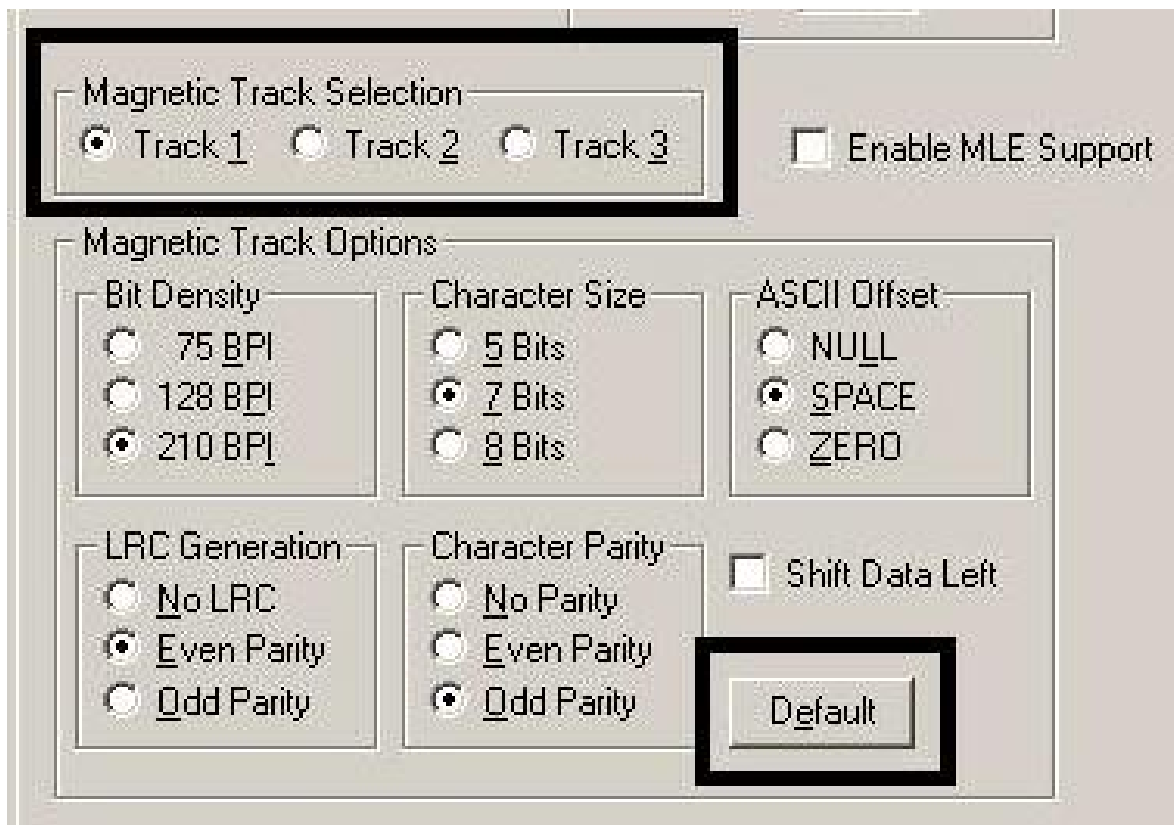 Magnetic Track Selection
Track 1 Track 2 Track 3
Enable MLE Support
Magnetic Track Options
Bit Density
75 BPI
128 BPI
210 BPI
Character Size
5 Bits
7 Bits
8 Bits
ASCII Offset
NULL
SPACE
ZERO
LRC Generation
No LRC
Even Parity
Odd Parity
Character Parity
No Parity
Even Parity
Odd Parity
Shift Data Left
Default